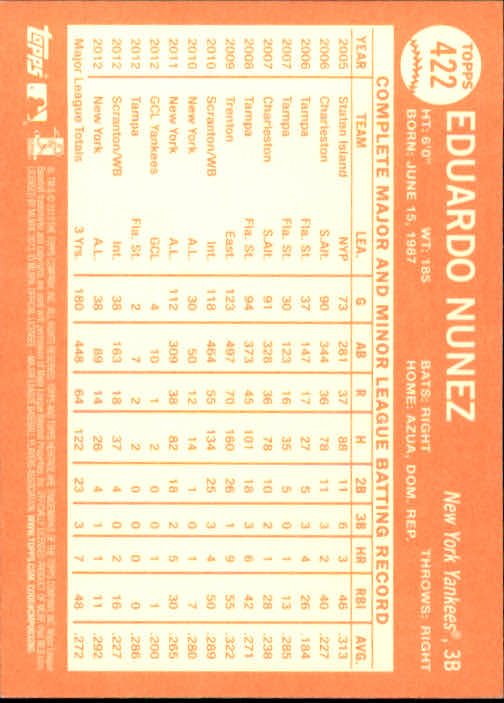 TOPPS
422
EDUARDO NUNEZ
New York Yankees®, 3B
HT: 6'0" WT: 185 BATS: RIGHT THROWS: RIGHT
BORN: JUNE 15, 1987 HOME: AZUA, DOM. REP.
COMPLETE MAJOR AND MINOR LEAGUE BATTING RECORD
YEAR TEAM LEA. G AB R H 2B 3B HR RBI AVG.
2005 Staten Island NYP 73 281 37 88 11 6 3 46 .313
2006 Charleston S.Atl. 90 344 36 78 11 3 2 40 .227
2006 Tampa Fla. St. 37 147 17 27 5 3 4 26 .184
2007 Tampa Fla. St. 30 123 16 35 5 0 1 13 .285
2007 Charleston S.Atl. 91 328 36 78 10 2 1 28 .238
2008 Tampa Fla. St. 94 373 45 101 18 3 6 42 .271
2009 Trenton East. 123 497 70 160 26 1 9 55 .322
2010 Scranton/WB Int. 118 464 55 134 25 3 4 50 .289
2010 New York A.L. 30 50 12 14 1 0 1 7 .280
2011 New York A.L. 112 309 38 82 18 2 5 30 .265
2012 GCL Yankees GCL 4 10 1 2 0 0 1 1 .200
2012 Tampa Fla. St. 2 7 2 2 0 0 0 0 .286
2012 Scranton/WB Int. 38 163 18 37 4 1 2 16 .227
2012 New York A.L. 38 89 14 26 4 1 1 11 .292
Major League Totals 3 Yrs. 180 448 64 122 23 3 7 48 .272
topps